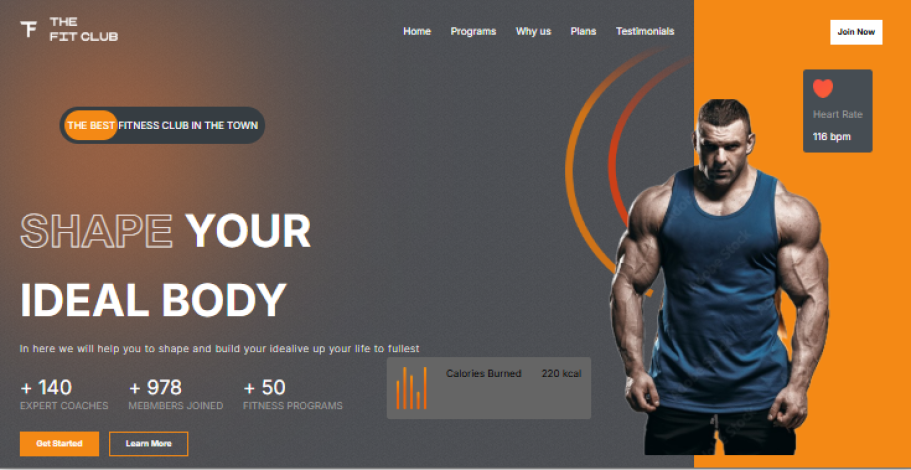 THE
FIT CLUB
Home Programs Why us Plans Testimonials
Join Now
Heart Rate
116 bpm
THE BEST FITNESS CLUB IN THE TOWN
SHAPE YOUR
IDEAL BODY
In here we will help you to shape and build your idealive up your life to fullest
Calories Burned 220 kcal
+ 140 + 978 + 50
EXPERT COACHES MEBMBERS JOINED FITNESS PROGRAMS
Get Started Learn More